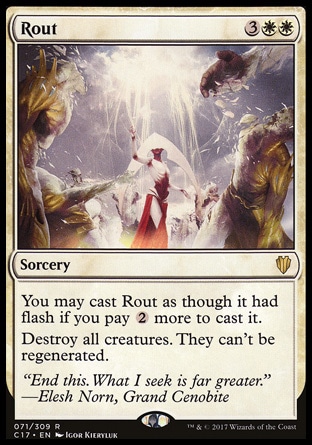 Rout 3
Sorcery
You may cast Rout as though it had
flash if you pay 2 more to cast it.
Destroy all creatures. They can't be
regenerated.
“End this. What I seek is far greater.”
—Elesh Norn, Grand Cenobite
071/309 R
C17 • EN Igor Kieryluk
™ & © 2017 Wizards of the Coast